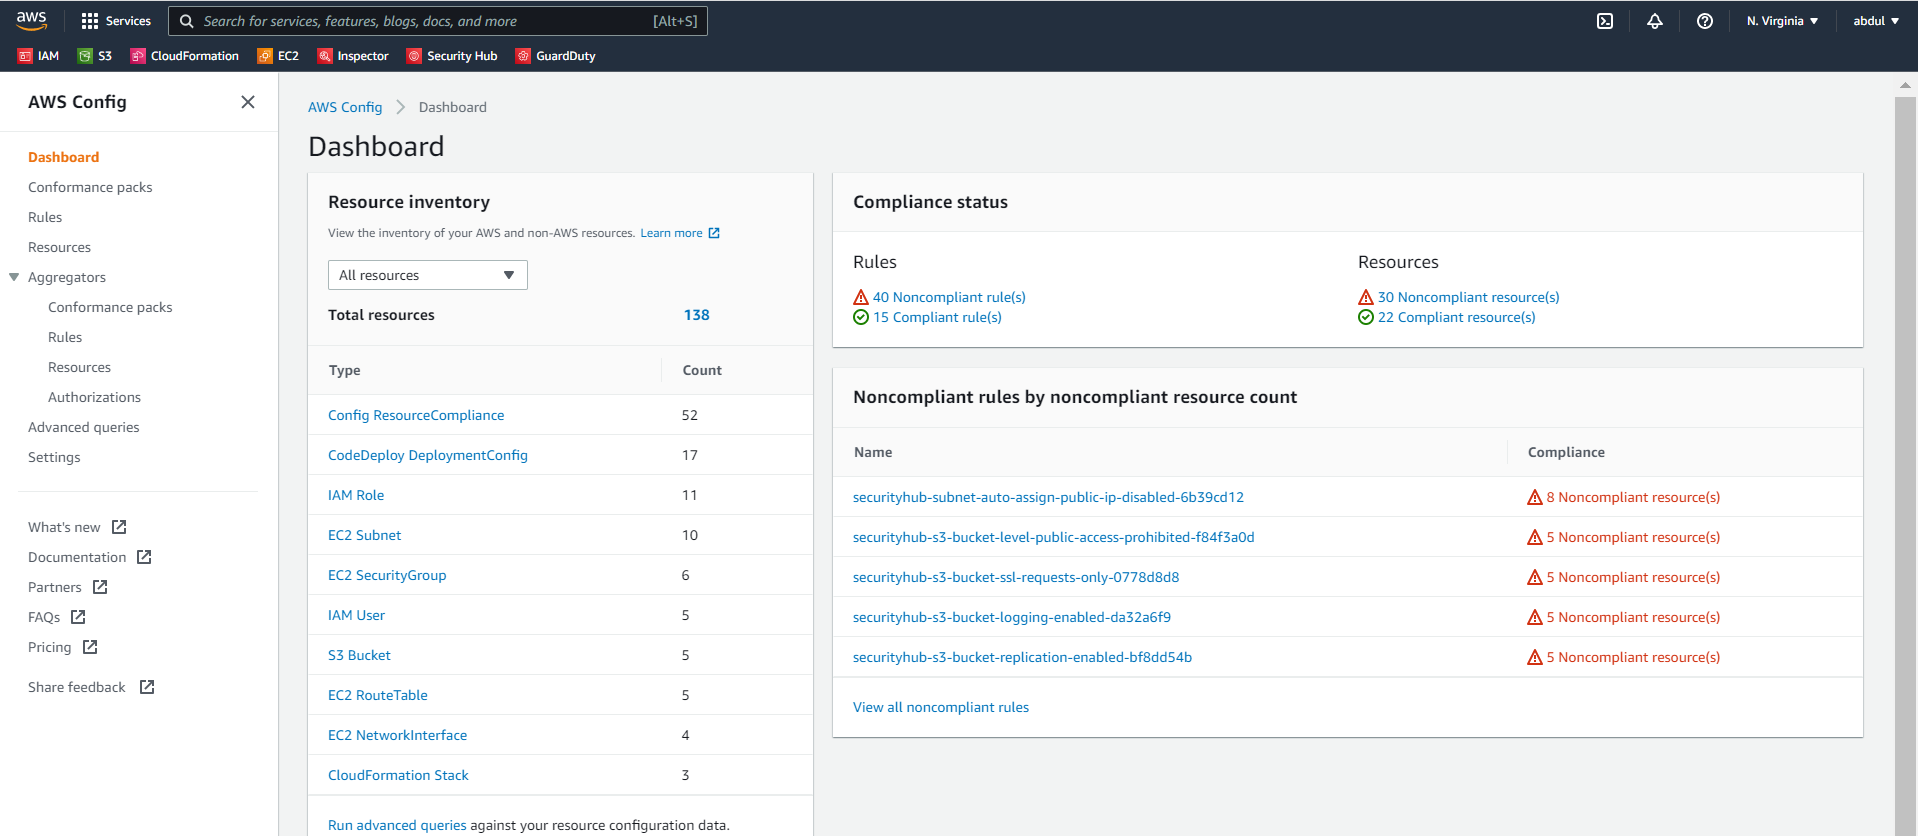 aws
Services
Search for services, features, blogs, docs, and more
[Alt+S]
N. Virginia
abdul
IAM
S3
CloudFormation
EC2
Inspector
Security Hub
GuardDuty
AWS Config
Dashboard
Conformance packs
Rules
Resources
Aggregators
Conformance packs
Rules
Resources
Authorizations
Advanced queries
Settings
What's new
Documentation
Partners
FAQs
Pricing
Share feedback
AWS Config
Dashboard
Dashboard
Resource inventory
View the inventory of your AWS and non-AWS resources. Learn more
All resources
Total resources 138
Type Count
Config ResourceCompliance 52
CodeDeploy DeploymentConfig 17
IAM Role 11
EC2 Subnet 10
EC2 SecurityGroup 6
IAM User 5
S3 Bucket 5
EC2 RouteTable 5
EC2 NetworkInterface 4
CloudFormation Stack 3
Run advanced queries against your resource configuration data.
Compliance status
Rules
40 Noncompliant rule(s)
15 Compliant rule(s)
Resources
30 Noncompliant resource(s)
22 Compliant resource(s)
Noncompliant rules by noncompliant resource count
Name Compliance
securityhub-subnet-auto-assign-public-ip-disabled-6b39cd12 8 Noncompliant resource(s)
securityhub-s3-bucket-level-public-access-prohibited-f84f3a0d 5 Noncompliant resource(s)
securityhub-s3-bucket-ssl-requests-only-0778d8d8 5 Noncompliant resource(s)
securityhub-s3-bucket-logging-enabled-da32a6f9 5 Noncompliant resource(s)
securityhub-s3-bucket-replication-enabled-bf8dd54b 5 Noncompliant resource(s)
View all noncompliant rules